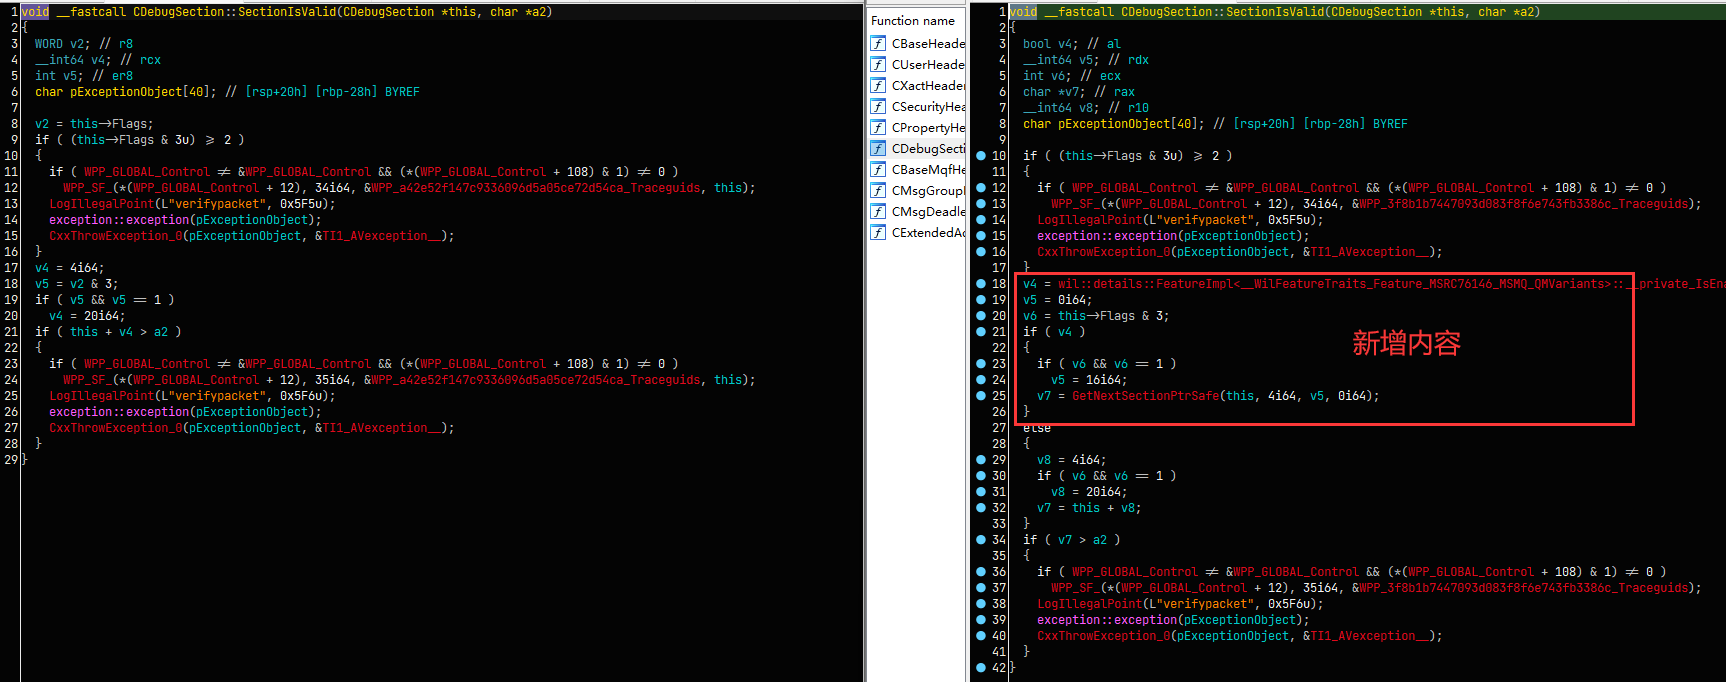 1 void __fastcall CDebugSection::SectionIsValid(CDebugSection *this, char *a2)
2 {
3 WORD v2; // r8
4 __int64 v4; // rcx
5 int v5; // er8
6 char pExceptionObject[40]; // [rsp+20h] [rbp-28h] BYREF
7
8 v2 = this→Flags;
9 if ( (this→Flags & 3u) ⩾ 2 )
10 {
11 if ( WPP_GLOBAL_Control ≠ &WPP_GLOBAL_Control && (*(WPP_GLOBAL_Control + 108) & 1) ≠ 0 )
12 WPP_SF_(*(WPP_GLOBAL_Control + 12), 34i64, &WPP_a42e52f147c9336096d5a05ce72d54ca_Traceguids, this);
13 LogIllegalPoint(L"verifypacket", 0x5F5u);
14 exception::exception(pExceptionObject);
15 CxxThrowException_0(pExceptionObject, &TI1_AVexception__);
16 }
17 v4 = 4i64;
18 v5 = v2 & 3;
19 if ( v5 && v5 == 1 )
20 v4 = 20i64;
21 if ( this + v4 > a2 )
22 {
23 if ( WPP_GLOBAL_Control ≠ &WPP_GLOBAL_Control && (*(WPP_GLOBAL_Control + 108) & 1) ≠ 0 )
24 WPP_SF_(*(WPP_GLOBAL_Control + 12), 35i64, &WPP_a42e52f147c9336096d5a05ce72d54ca_Traceguids, this);
25 LogIllegalPoint(L"verifypacket", 0x5F6u);
26 exception::exception(pExceptionObject);
27 CxxThrowException_0(pExceptionObject, &TI1_AVexception__);
28 }
29 }
Function name
f CBaseHeade
f CUserHeade
f CXactHeader
f CSecurityHea
f CPropertyHe
f CDebugSecti
f CBaseMqfHe
f CMsgGroupl
f CMsgDeadle
f CExtendedAc
1 void __fastcall CDebugSection::SectionIsValid(CDebugSection *this, char *a2)
2 {
3 bool v4; // al
4 __int64 v5; // rdx
5 int v6; // ecx
6 char *v7; // rax
7 __int64 v8; // r10
8 char pExceptionObject[40]; // [rsp+20h] [rbp-28h] BYREF
9
10 if ( (this→Flags & 3u) ⩾ 2 )
11 {
12 if ( WPP_GLOBAL_Control ≠ &WPP_GLOBAL_Control && (*(WPP_GLOBAL_Control + 108) & 1) ≠ 0 )
13 WPP_SF_(*(WPP_GLOBAL_Control + 12), 34i64, &WPP_3f8b1b7447093d083f8f6e743fb3386c_Traceguids);
14 LogIllegalPoint(L"verifypacket", 0x5F5u);
15 exception::exception(pExceptionObject);
16 CxxThrowException_0(pExceptionObject, &TI1_AVexception__);
17 }
18 v4 = wil::details::FeatureImpl<__WilFeatureTraits_Feature_MSRC76146_MSMQ_QMVariants>::__private_IsEna
19 v5 = 0i64;
20 v6 = this→Flags & 3;
21 if ( v4 )
22 {
新增内容
23 if ( v6 && v6 == 1 )
24 v5 = 16i64;
25 v7 = GetNextSectionPtrSafe(this, 4i64, v5, 0i64);
26 }
27 else
28 {
29 v8 = 4i64;
30 if ( v6 && v6 == 1 )
31 v8 = 20i64;
32 v7 = this + v8;
33 }
34 if ( v7 > a2 )
35 {
36 if ( WPP_GLOBAL_Control ≠ &WPP_GLOBAL_Control && (*(WPP_GLOBAL_Control + 108) & 1) ≠ 0 )
37 WPP_SF_(*(WPP_GLOBAL_Control + 12), 35i64, &WPP_3f8b1b7447093d083f8f6e743fb3386c_Traceguids);
38 LogIllegalPoint(L"verifypacket", 0x5F6u);
39 exception::exception(pExceptionObject);
40 CxxThrowException_0(pExceptionObject, &TI1_AVexception__);
41 }
42 }